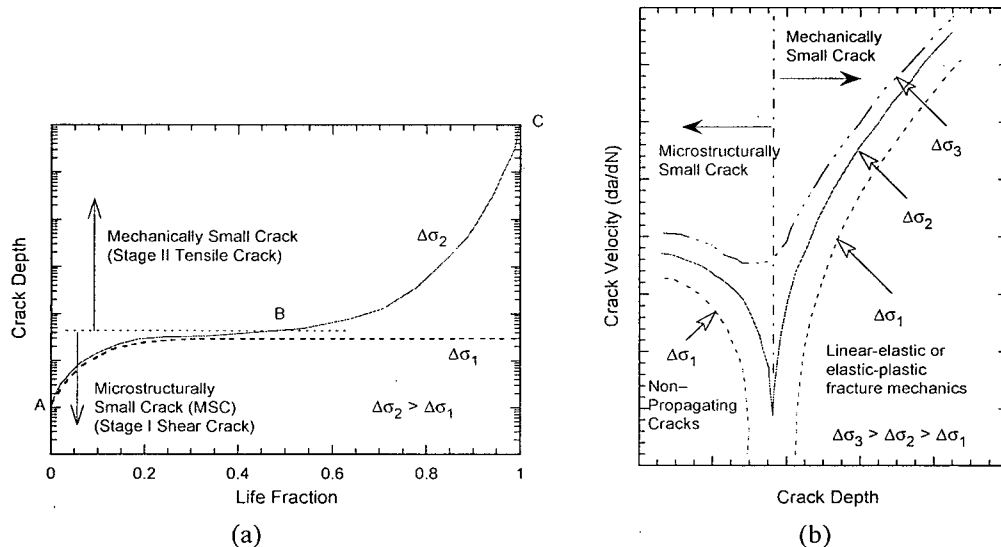 C
Δσ₂
Mechanically Small Crack
(Stage II Tensile Crack)
B
Δσ₁
A
Microstructurally
Small Crack (MSC)
(Stage I Shear Crack)
Δσ₂ > Δσ₁
Crack Depth
0 0.2 0.4 0.6 0.8 1
Life Fraction
(a)
Mechanically
Small Crack
Microstructurally
Small Crack
Δσ₃
Δσ₂
Δσ₁
Δσ₁
Non–
Propagating
Cracks
Linear-elastic or
elastic-plastic
fracture mechanics
Δσ₃ > Δσ₂ > Δσ₁
Crack Velocity (da/dN)
Crack Depth
(b)